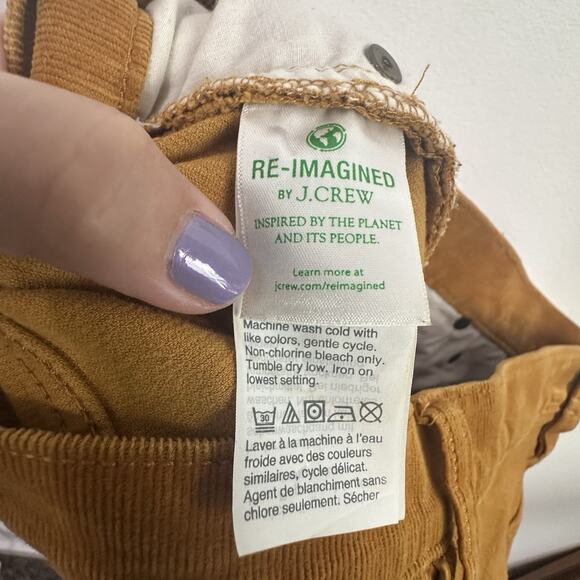 RE-IMAGINED
BY J.CREW
INSPIRED BY THE PLANET
AND ITS PEOPLE.
Learn more at
jcrew.com/reimagined
Machine wash cold with
like colors, gentle cycle.
Non-chlorine bleach only.
Tumble dry low. Iron on
lowest setting.
30
Laver à la machine à l'eau
froide avec des couleurs
similaires, cycle délicat.
Agent de blanchiment sans
chlore seulement. Sécher